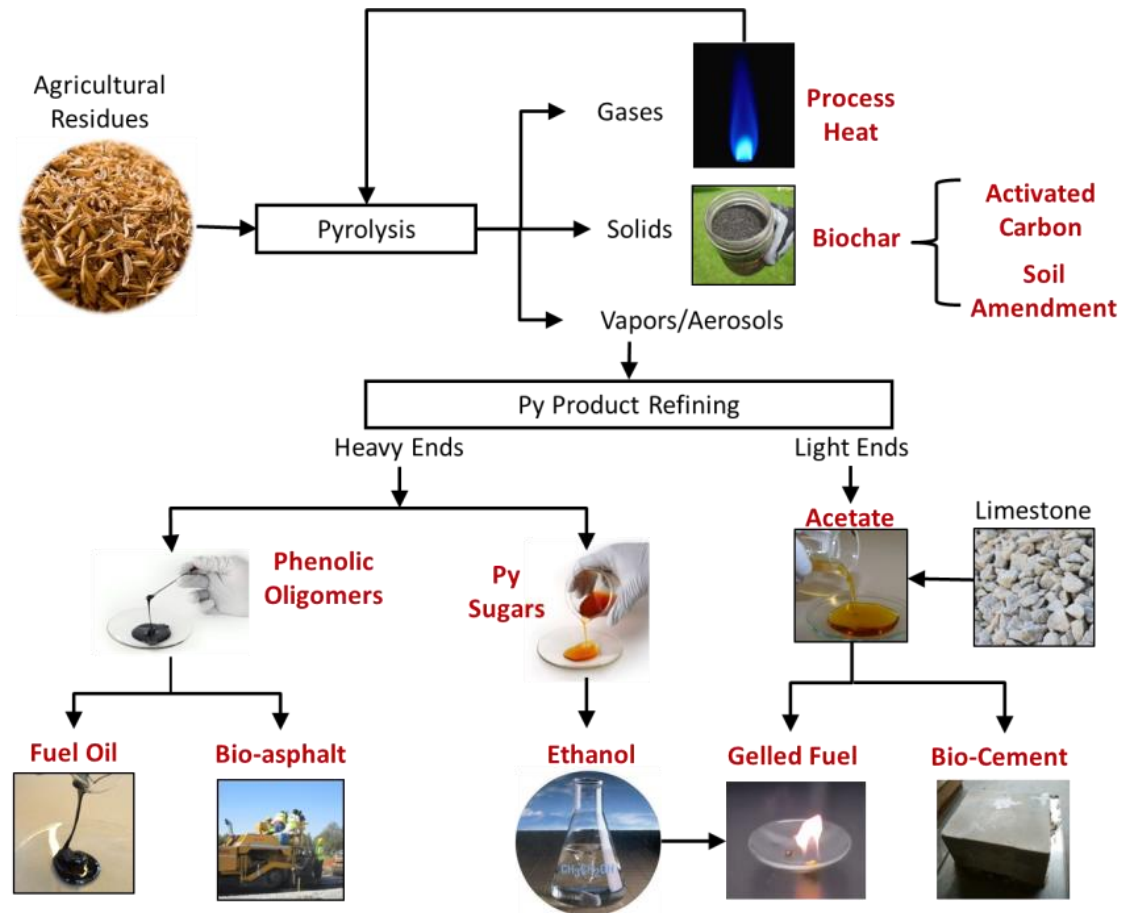 Agricultural
Residues
Gases
Process
Heat
Pyrolysis
Solids
Biochar
Activated
Carbon
Soil
Amendment
Vapors/Aerosols
Py Product Refining
Heavy Ends
Light Ends
Phenolic
Oligomers
Py
Sugars
Acetate
Limestone
Fuel Oil
Bio-asphalt
Ethanol
Gelled Fuel
Bio-Cement
CH₃CH₂OH